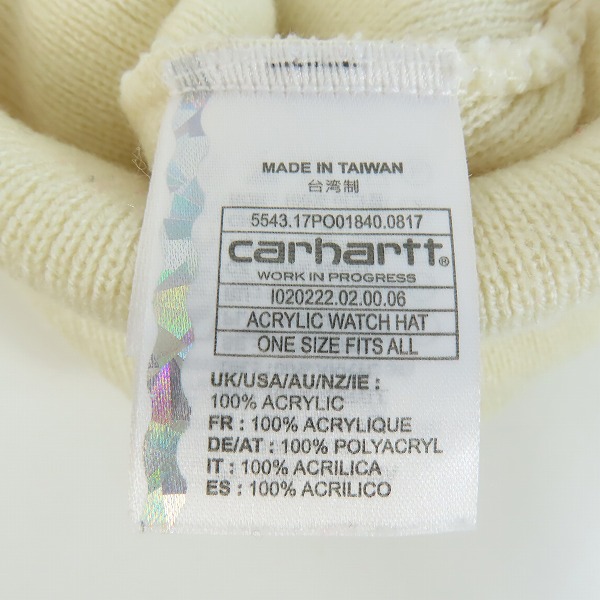 MADE IN TAIWAN
台湾制
5543.17PO01840.0817
carhartt®
WORK IN PROGRESS
I020222.02.00.06
ACRYLIC WATCH HAT
ONE SIZE FITS ALL
UK/USA/AU/NZ/IE :
100% ACRYLIC
FR : 100% ACRYLIQUE
DE/AT : 100% POLYACRYL
IT : 100% ACRILICA
ES : 100% ACRILICO